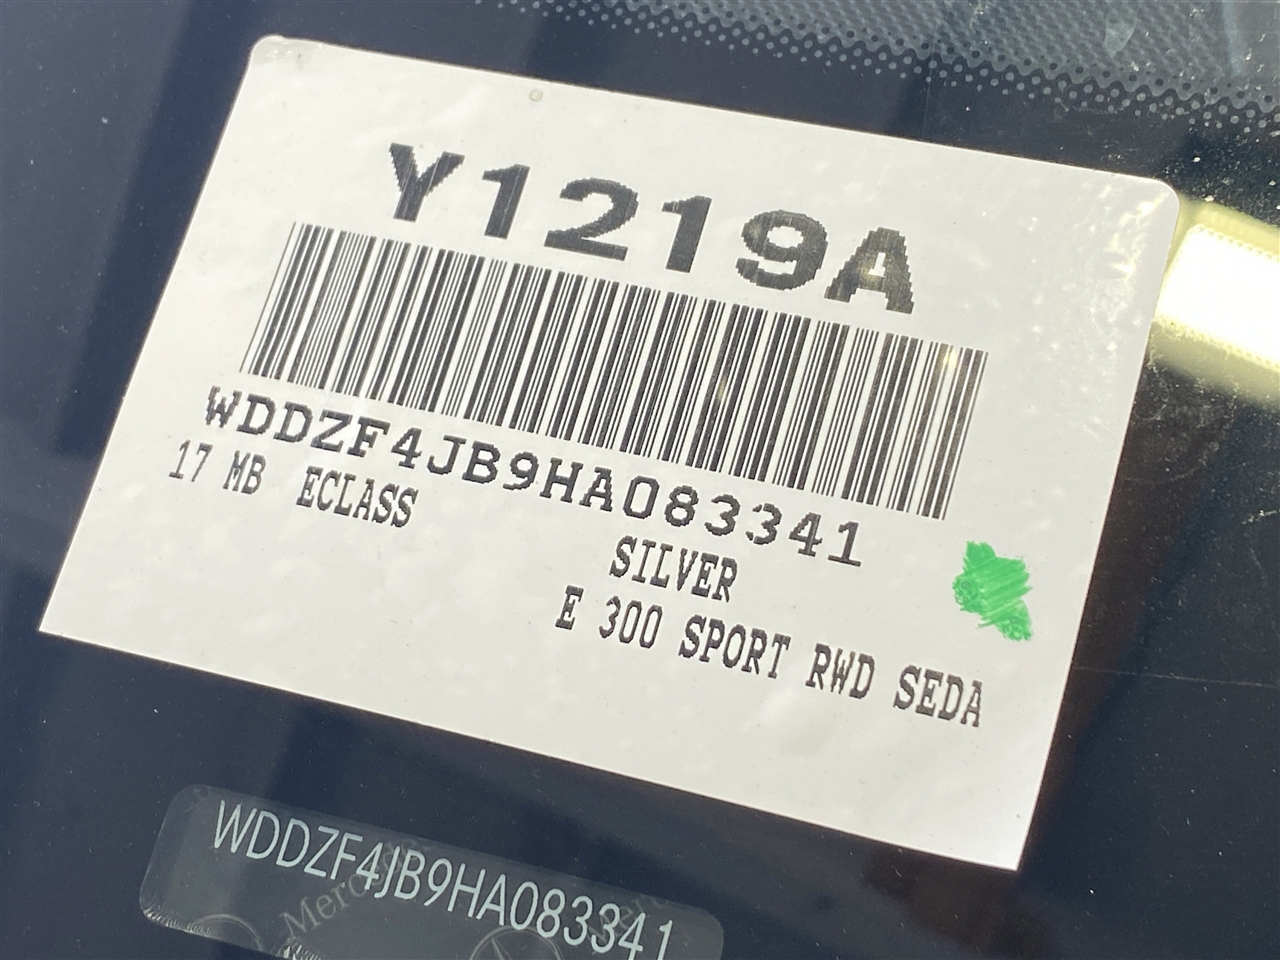 Y1219A
WDDZF4JB9HA083341
17 MB ECLASS
SILVER
E 300 SPORT RWD SEDA
WDDZF4JB9HA083341